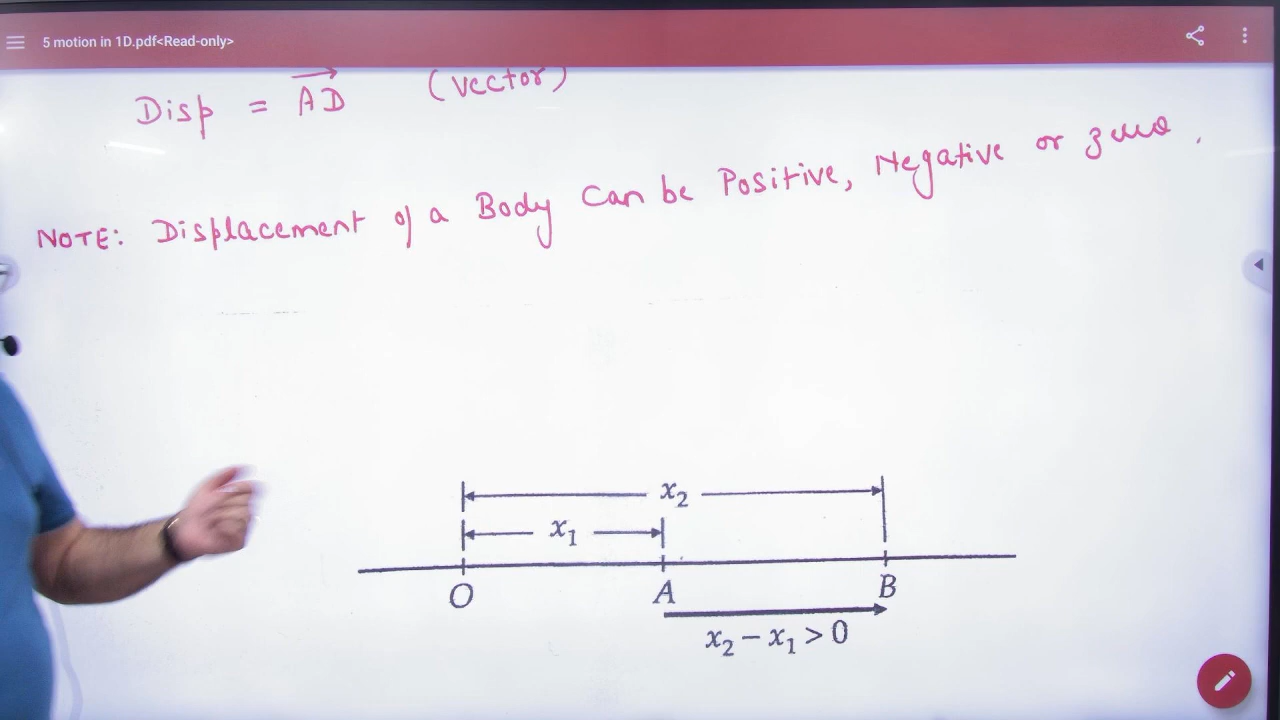 5 motion in 1D.pdf<Read-only>
Disp = AD (Vector)
NOTE: Displacement of a Body Can be Positive, Negative or zero.
x₂
x₁
O A B
x₂ − x₁ > 0